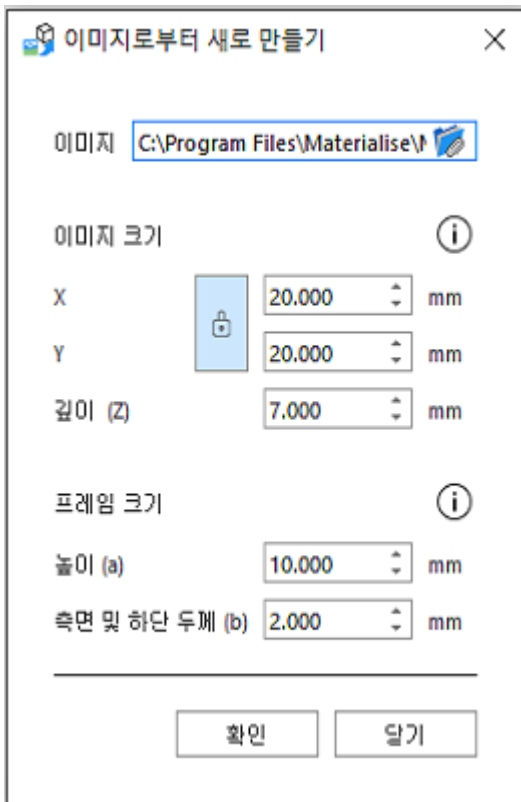 이미지로부터 새로 만들기
이미지 C:\Program Files\Materialise\M
이미지 크기
X 20.000 mm
Y 20.000 mm
깊이 (Z) 7.000 mm
프레임 크기
높이 (a) 10.000 mm
측면 및 하단 두께 (b) 2.000 mm
확인 닫기